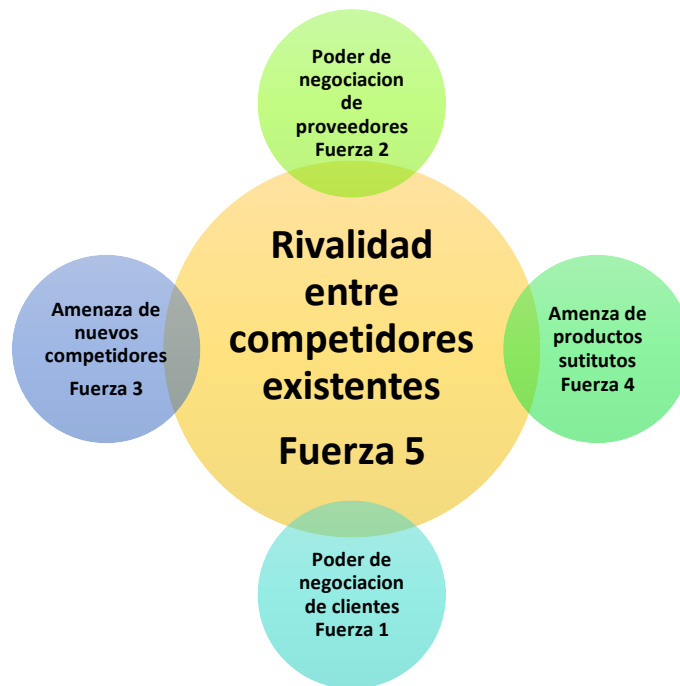 Poder de
negociacion
de
proveedores
Fuerza 2
Rivalidad
entre
competidores
existentes
Fuerza 5
Amenaza de
nuevos
competidores
Fuerza 3
Amenza de
productos
sutitutos
Fuerza 4
Poder de
negociacion
de clientes
Fuerza 1